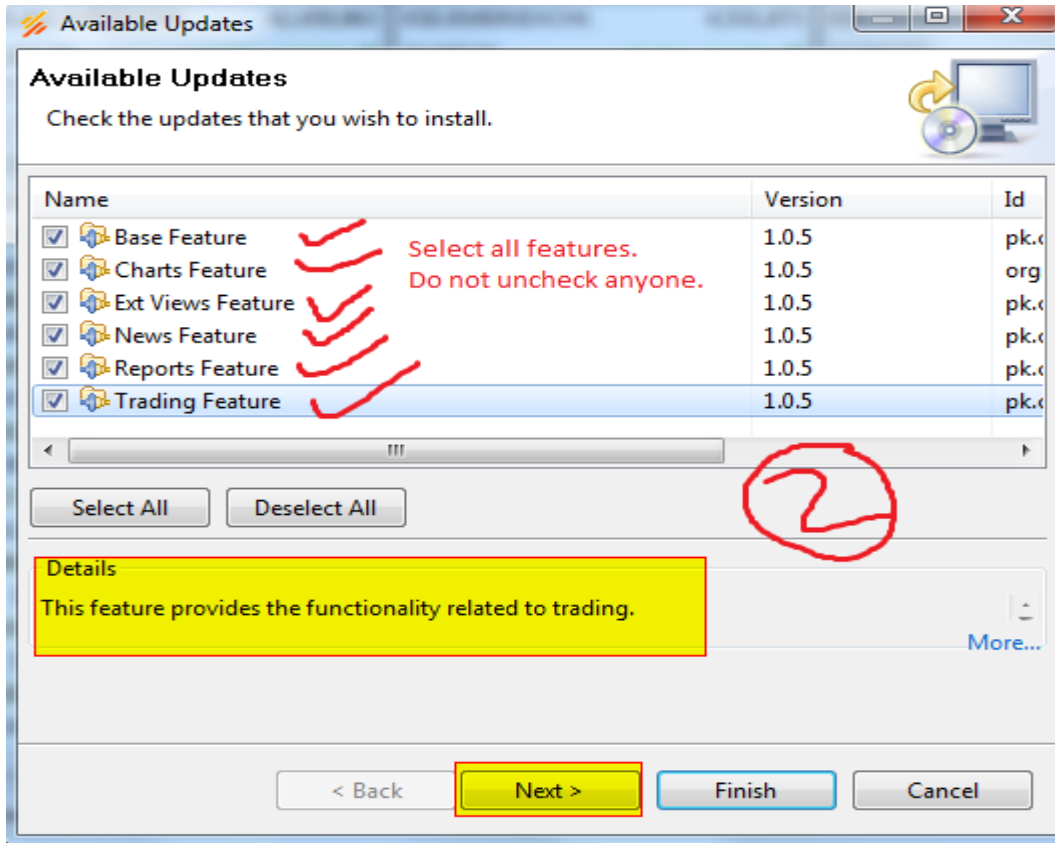 Available Updates
Available Updates
Check the updates that you wish to install.
Name Version Id
Base Feature 1.0.5
Select all features.
Charts Feature 1.0.5 org
Do not uncheck anyone.
Ext Views Feature 1.0.5
News Feature 1.0.5
Reports Feature 1.0.5
Trading Feature 1.0.5
2
Select All Deselect All
Details
This feature provides the functionality related to trading.
More...
< Back Next > Finish Cancel